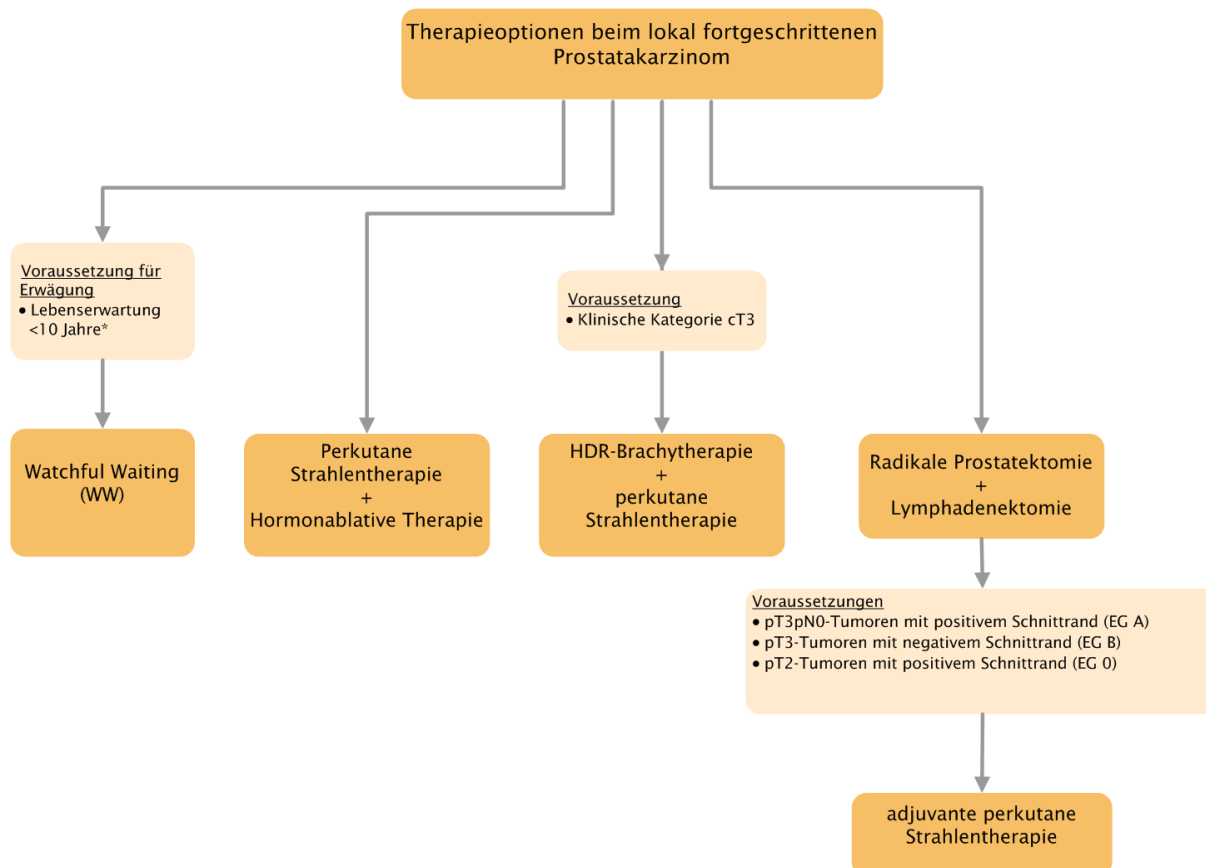 Therapieoptionen beim lokal fortgeschrittenen
Prostatakarzinom
Voraussetzung für
Erwägung
• Lebenserwartung
<10 Jahre*
Voraussetzung
• Klinische Kategorie cT3
Watchful Waiting
(WW)
Perkutane
Strahlentherapie
+
Hormonablative Therapie
HDR-Brachytherapie
+
perkutane
Strahlentherapie
Radikale Prostatektomie
+
Lymphadenektomie
Voraussetzungen
• pT3pN0-Tumoren mit positivem Schnittrand (EG A)
• pT3-Tumoren mit negativem Schnittrand (EG B)
• pT2-Tumoren mit positivem Schnittrand (EG 0)
adjuvante perkutane
Strahlentherapie